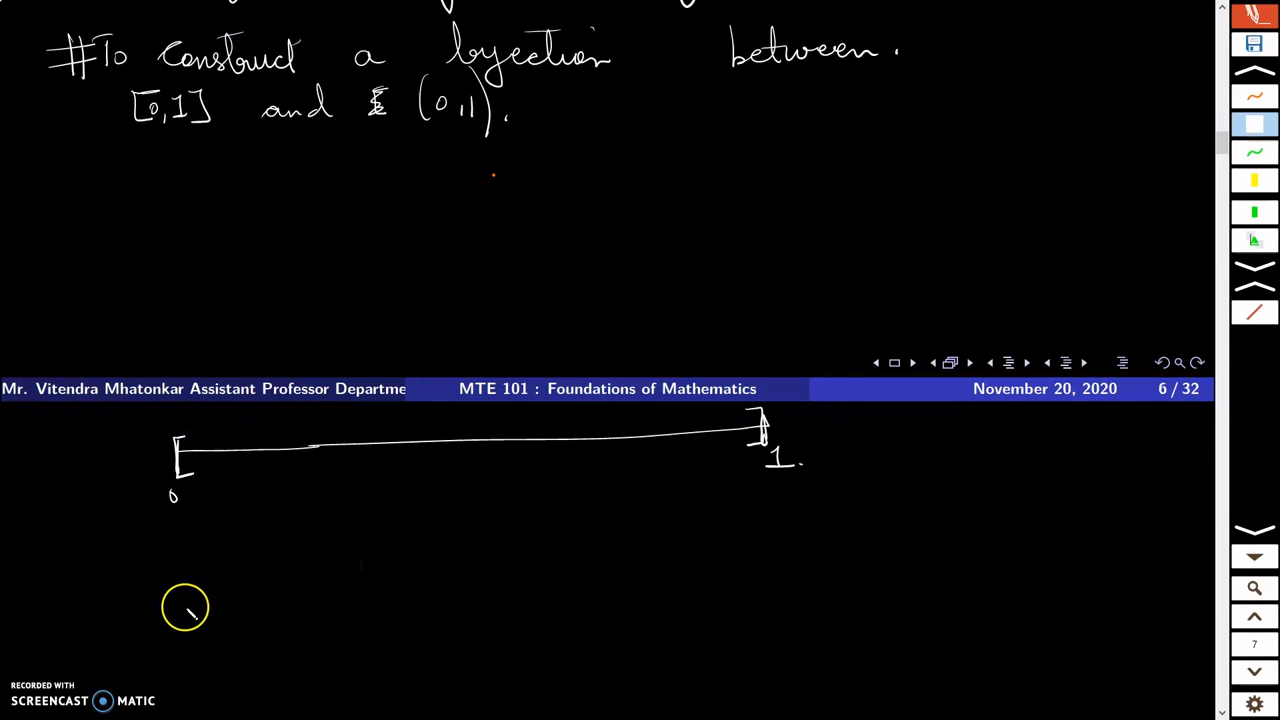 #To construct a byection between.
[0,1] and (0,1).
Mr. Vitendra Mhatonkar Assistant Professor Departme MTE 101 : Foundations of Mathematics November 20, 2020 6 / 32
1.
0
7
RECORDED WITH
SCREENCAST MATIC